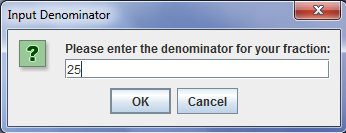 Input Denominator
Please enter the denominator for your fraction:
25
OK Cancel